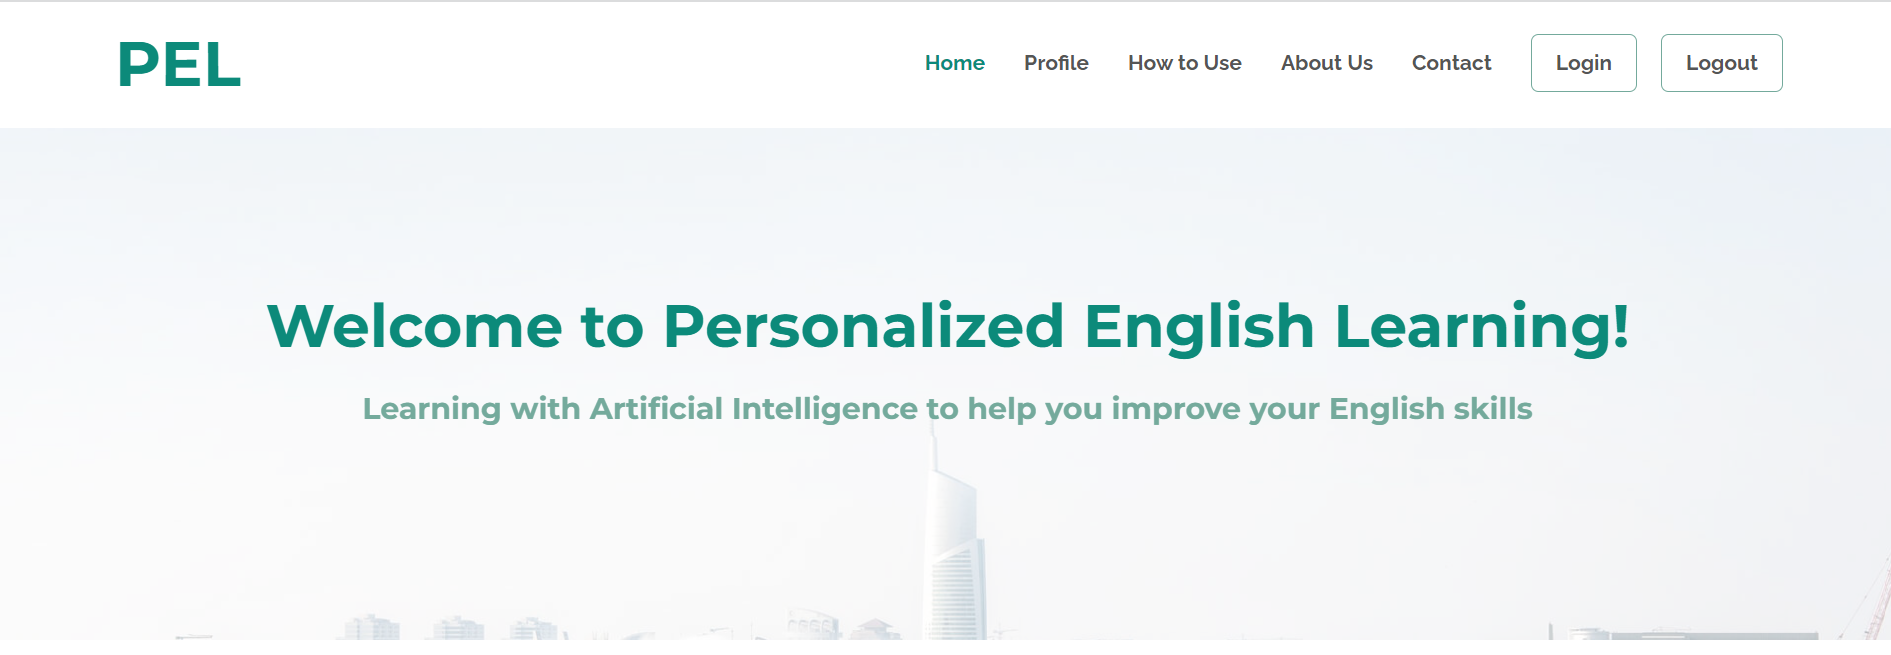 PEL
Home Profile How to Use About Us Contact Login Logout
Welcome to Personalized English Learning!
Learning with Artificial Intelligence to help you improve your English skills